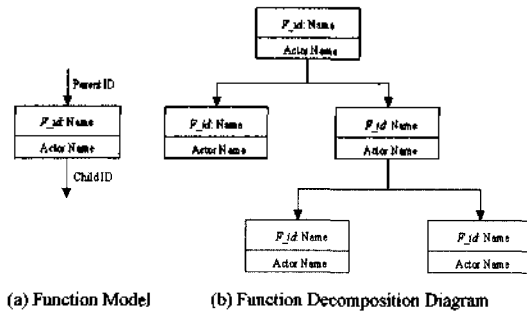 F_id: Name
Actor Name
Parent ID
F_id: Name
Actor Name
Child ID
F_id: Name
Actor Name
F_id: Name
Actor Name
F_id: Name
Actor Name
F_id: Name
Actor Name
(a) Function Model
(b) Function Decomposition Diagram